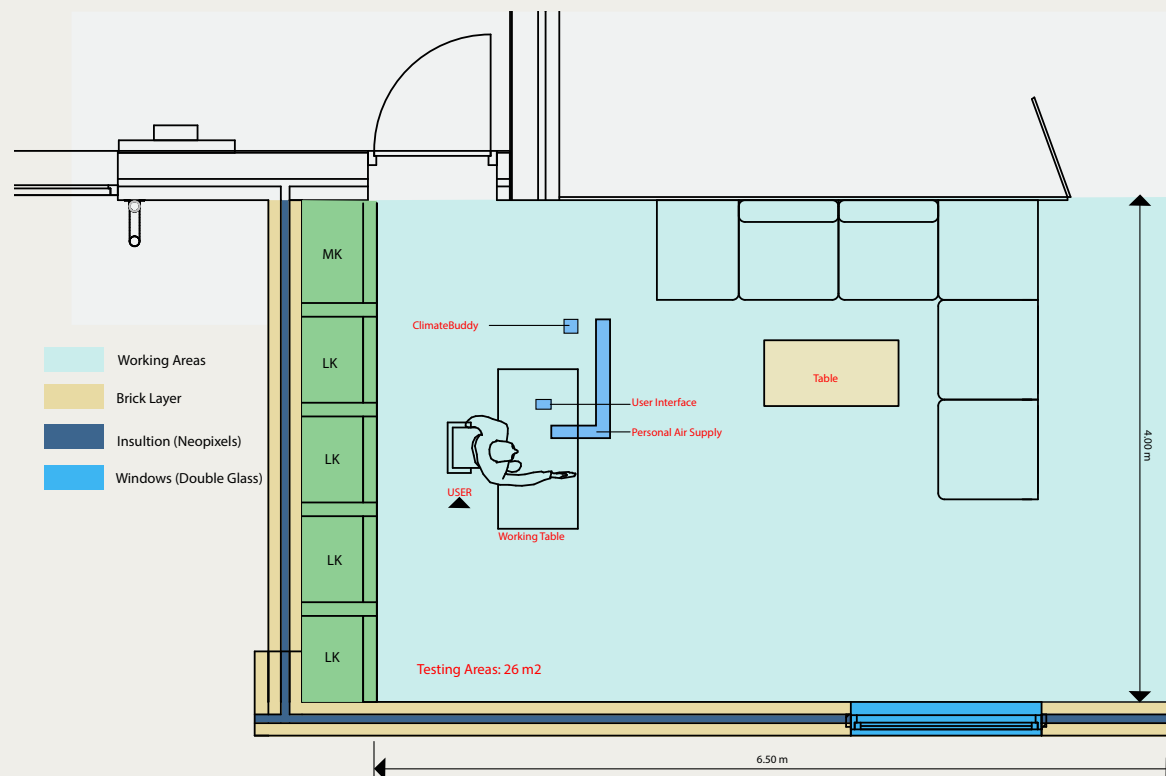 MK
ClimateBuddy
LK
Working Areas
Table
Brick Layer
User Interface
Personal Air Supply
4.00 m
Insultion (Neopixels)
LK
Windows (Double Glass)
USER
Working Table
LK
LK
Testing Areas: 26 m2
6.50 m